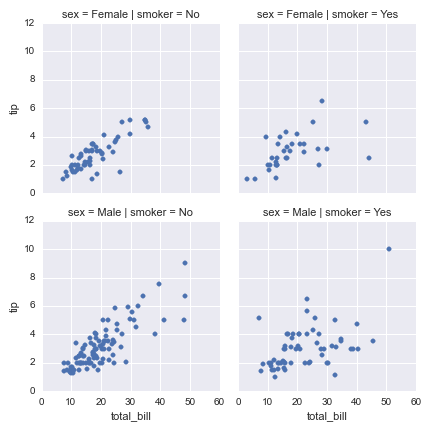 sex = Female | smoker = No
sex = Female | smoker = Yes
12
10
8
6
4
2
0
tip
sex = Male | smoker = No
sex = Male | smoker = Yes
12
10
8
6
4
2
0
tip
0 10 20 30 40 50 60
0 10 20 30 40 50 60
total_bill
total_bill